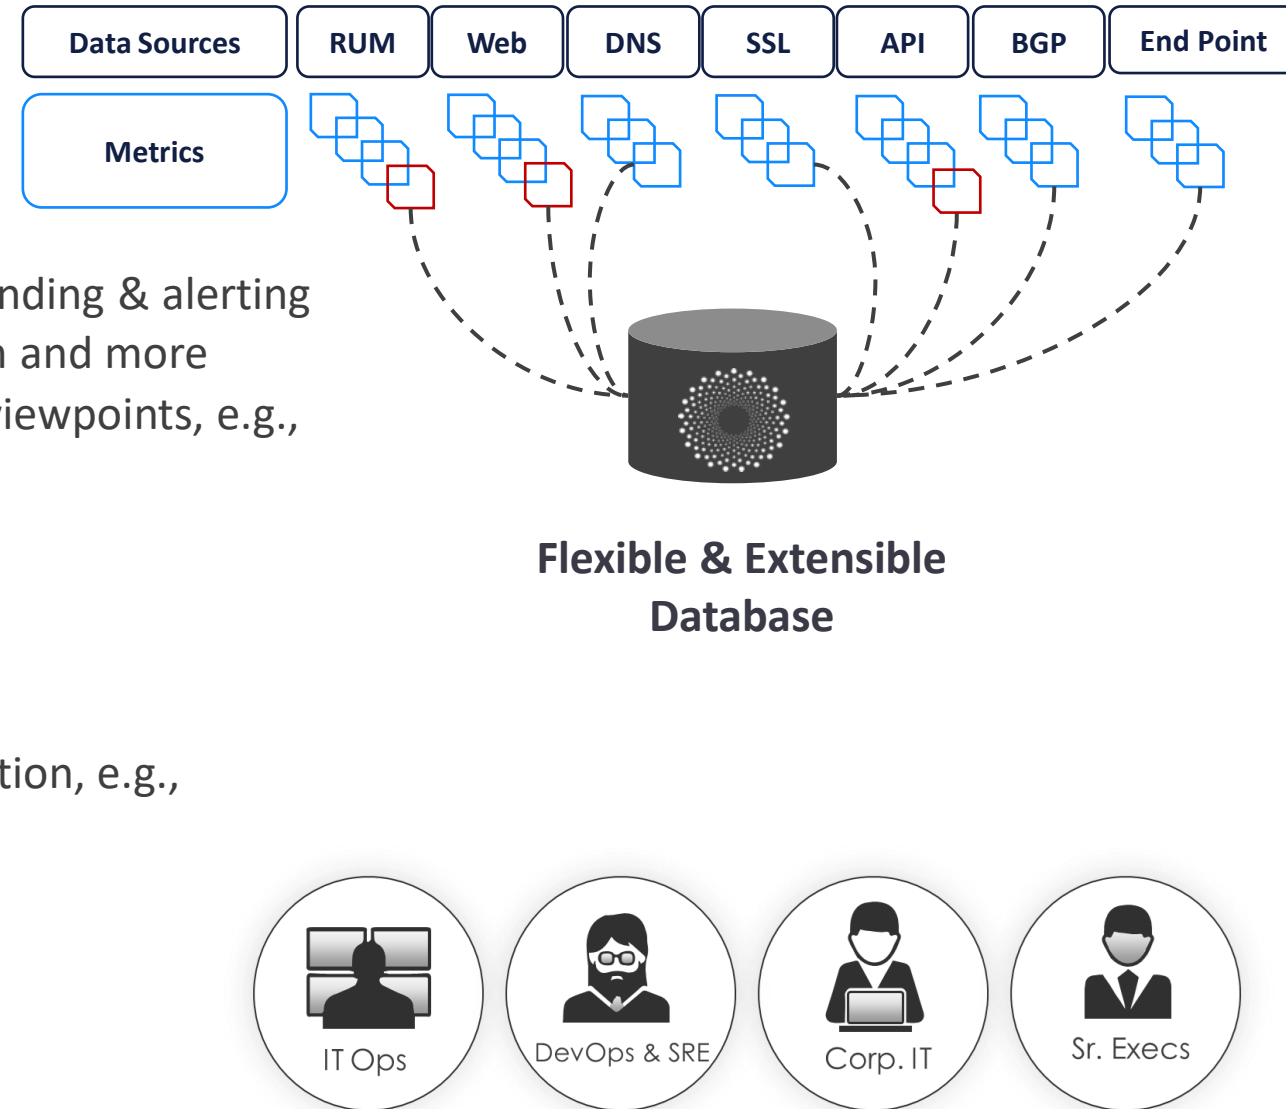 Data Sources RUM Web DNS SSL API BGP End Point
Metrics
nding & alerting
and more
viewpoints, e.g.,
Flexible & Extensible
Database
tion, e.g.,
IT Ops DevOps & SRE Corp. IT Sr. Execs